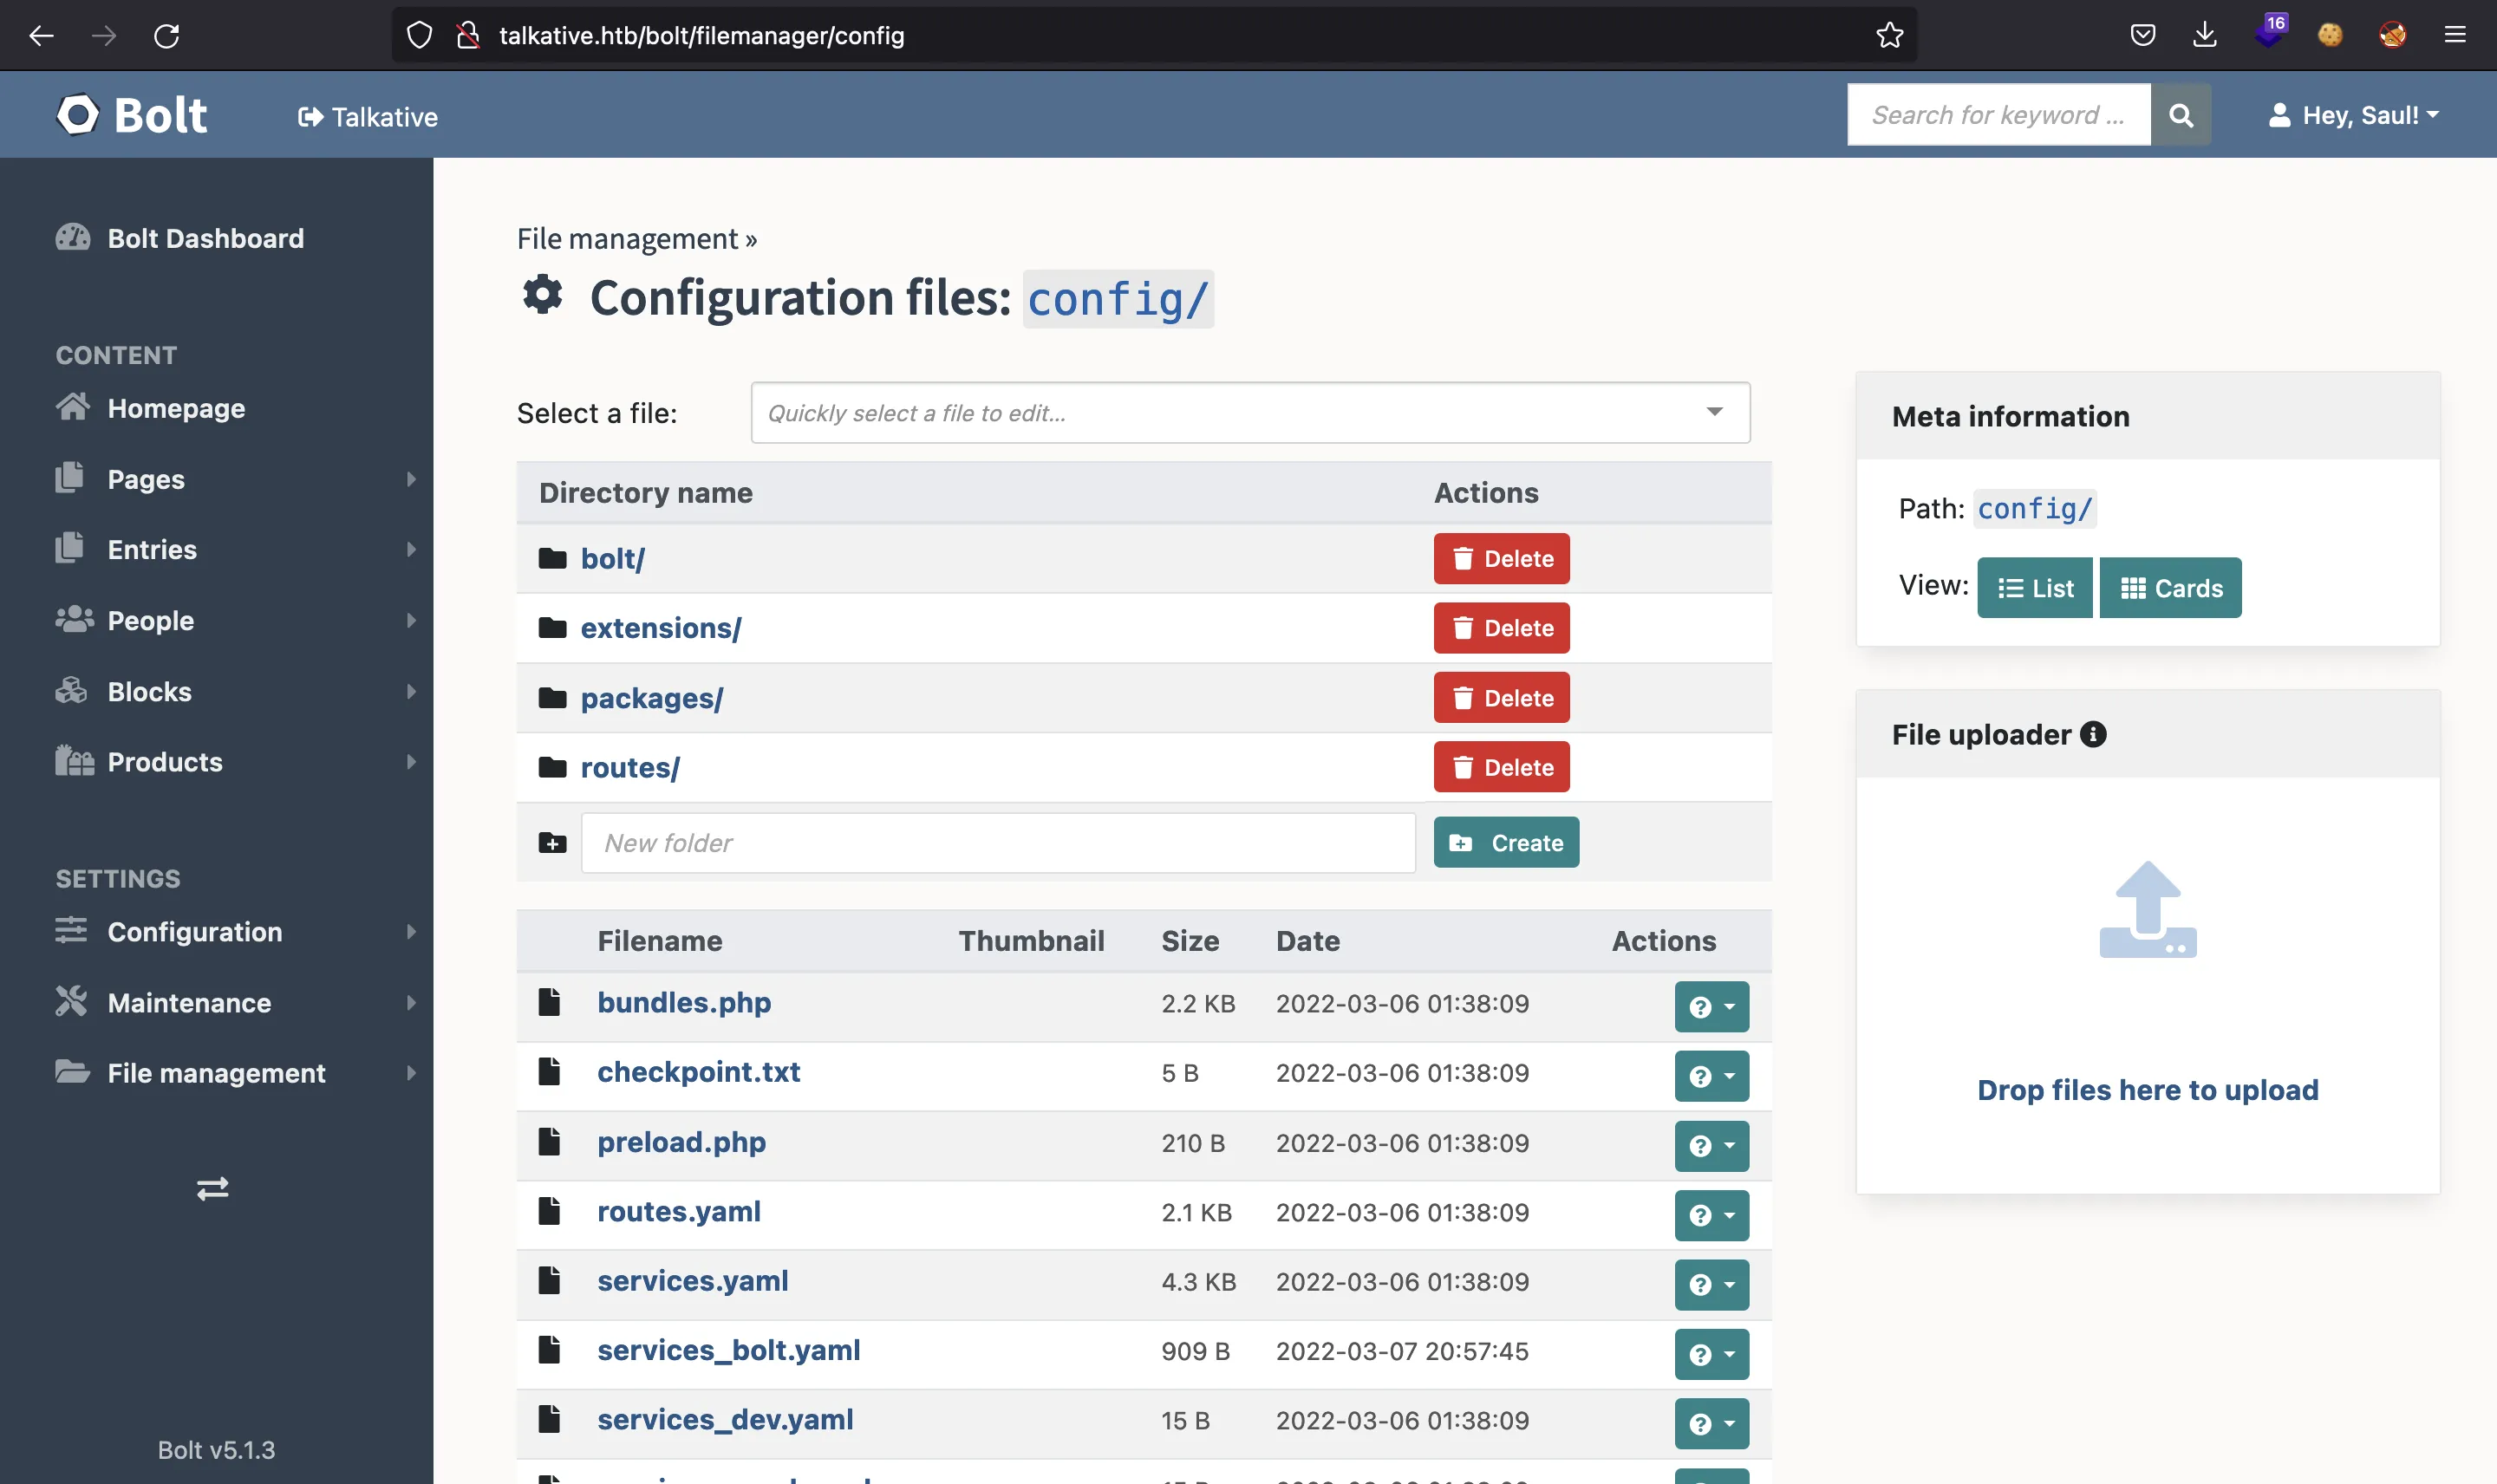 talkative.htb/bolt/filemanager/config
16
Bolt
Talkative
Search for keyword ...
Hey, Saul!
Bolt Dashboard
CONTENT
Homepage
Pages
Entries
People
Blocks
Products
SETTINGS
Configuration
Maintenance
File management
Bolt v5.1.3
File management »
Configuration files: config/
Select a file: Quickly select a file to edit...
Directory name Actions
bolt/ Delete
extensions/ Delete
packages/ Delete
routes/ Delete
New folder Create
Filename Thumbnail Size Date Actions
bundles.php 2.2 KB 2022-03-06 01:38:09
checkpoint.txt 5 B 2022-03-06 01:38:09
preload.php 210 B 2022-03-06 01:38:09
routes.yaml 2.1 KB 2022-03-06 01:38:09
services.yaml 4.3 KB 2022-03-06 01:38:09
services_bolt.yaml 909 B 2022-03-07 20:57:45
services_dev.yaml 15 B 2022-03-06 01:38:09
Meta information
Path: config/
View: List Cards
File uploader
Drop files here to upload